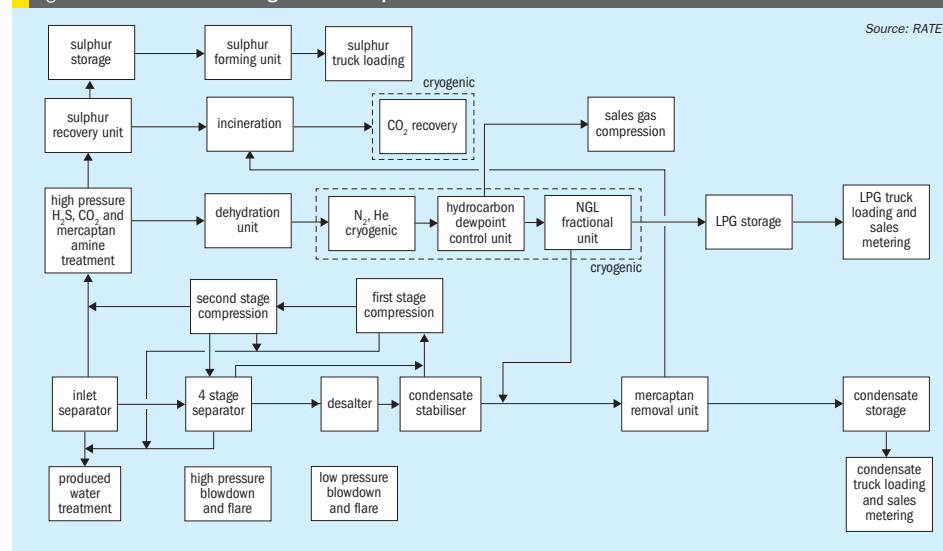 Source: RATE
sulphur
storage
sulphur
forming unit
sulphur
truck loading
cryogenic
sulphur
recovery unit
incineration
CO₂ recovery
sales gas
compression
high pressure
H₂S, CO₂ and
mercaptan
amine
treatment
dehydration
unit
N₂, He
cryogenic
hydrocarbon
dewpoint
control unit
NGL
fractional
unit
LPG storage
LPG truck
loading and
sales
metering
cryogenic
second stage
compression
first stage
compression
inlet
separator
4 stage
separator
desalter
condensate
stabiliser
mercaptan
removal unit
condensate
storage
produced
water
treatment
high pressure
blowdown
and flare
low pressure
blowdown
and flare
condensate
truck loading
and sales
metering